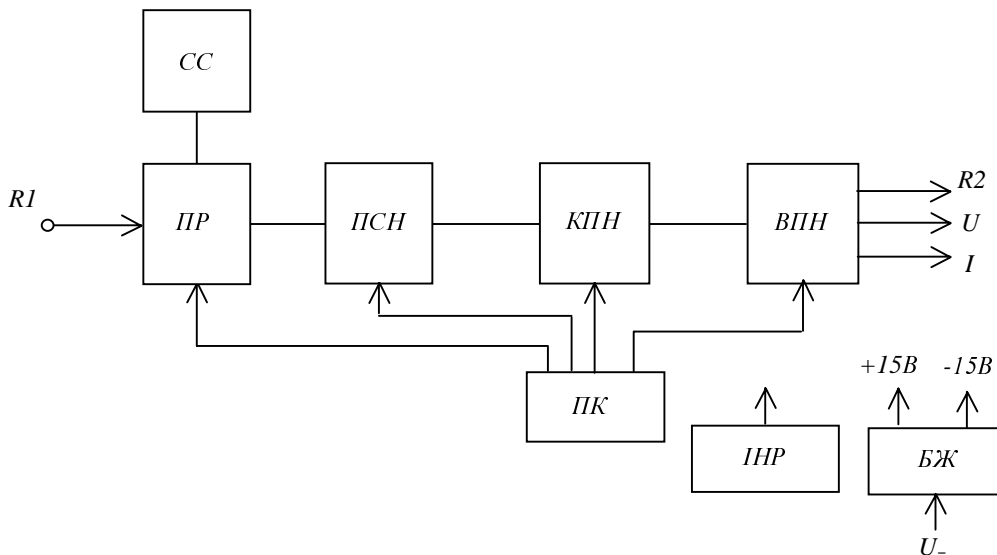 СС
R1
ПР
ПСН
КПН
ВПН
R2
U
I
ПК
ІНР
+15В
-15В
БЖ
U₌